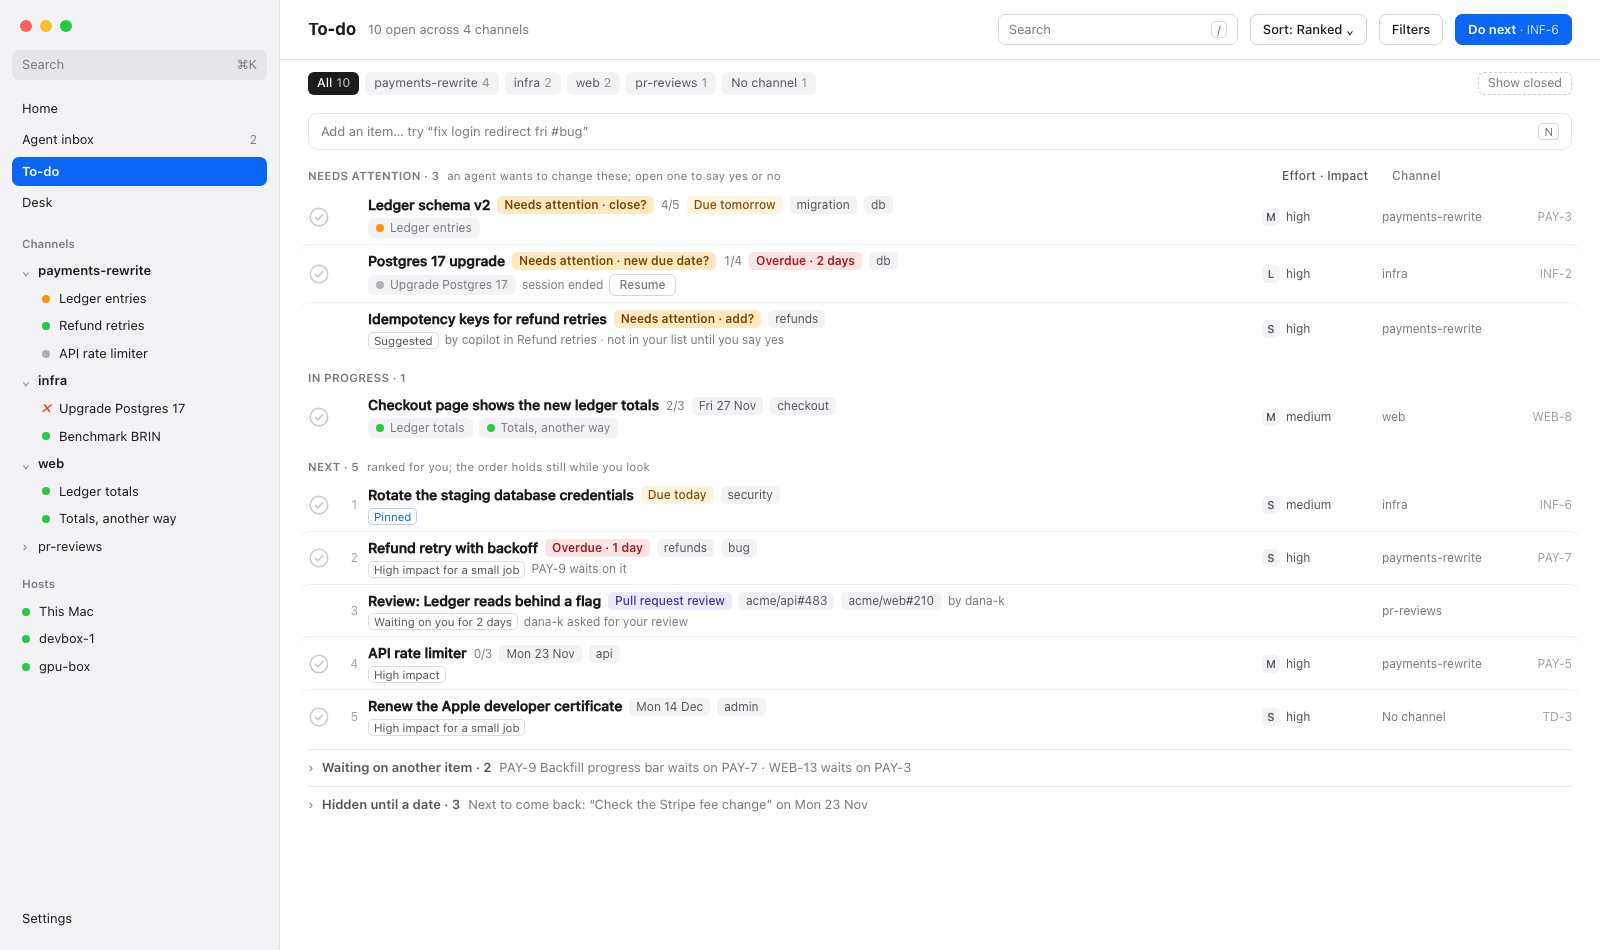 Search ⌘K
Home
Agent inbox 2
To-do
Desk
Channels
payments-rewrite
Ledger entries
Refund retries
API rate limiter
infra
Upgrade Postgres 17
Benchmark BRIN
web
Ledger totals
Totals, another way
pr-reviews
Hosts
This Mac
devbox-1
gpu-box
Settings
To-do 10 open across 4 channels
Search /
Sort: Ranked
Filters
Do next · INF-6
All 10
payments-rewrite 4
infra 2
web 2
pr-reviews 1
No channel 1
Show closed
Add an item… try “fix login redirect fri #bug” N
NEEDS ATTENTION · 3 an agent wants to change these; open one to say yes or no Effort · Impact Channel
Ledger schema v2 Needs attention · close? 4/5 Due tomorrow migration db
Ledger entries
M high payments-rewrite PAY-3
Postgres 17 upgrade Needs attention · new due date? 1/4 Overdue · 2 days db
Upgrade Postgres 17 session ended Resume
L high infra INF-2
Idempotency keys for refund retries Needs attention · add? refunds
Suggested by copilot in Refund retries · not in your list until you say yes
S high payments-rewrite
IN PROGRESS · 1
Checkout page shows the new ledger totals 2/3 Fri 27 Nov checkout
Ledger totals Totals, another way
M medium web WEB-8
NEXT · 5 ranked for you; the order holds still while you look
1 Rotate the staging database credentials Due today security
Pinned
S medium infra INF-6
2 Refund retry with backoff Overdue · 1 day refunds bug
High impact for a small job PAY-9 waits on it
S high payments-rewrite PAY-7
3 Review: Ledger reads behind a flag Pull request review acme/api#483 acme/web#210 by dana-k
Waiting on you for 2 days dana-k asked for your review
pr-reviews
4 API rate limiter 0/3 Mon 23 Nov api
High impact
M high payments-rewrite PAY-5
5 Renew the Apple developer certificate Mon 14 Dec admin
High impact for a small job
S high No channel TD-3
Waiting on another item · 2 PAY-9 Backfill progress bar waits on PAY-7 · WEB-13 waits on PAY-3
Hidden until a date · 3 Next to come back: “Check the Stripe fee change” on Mon 23 Nov